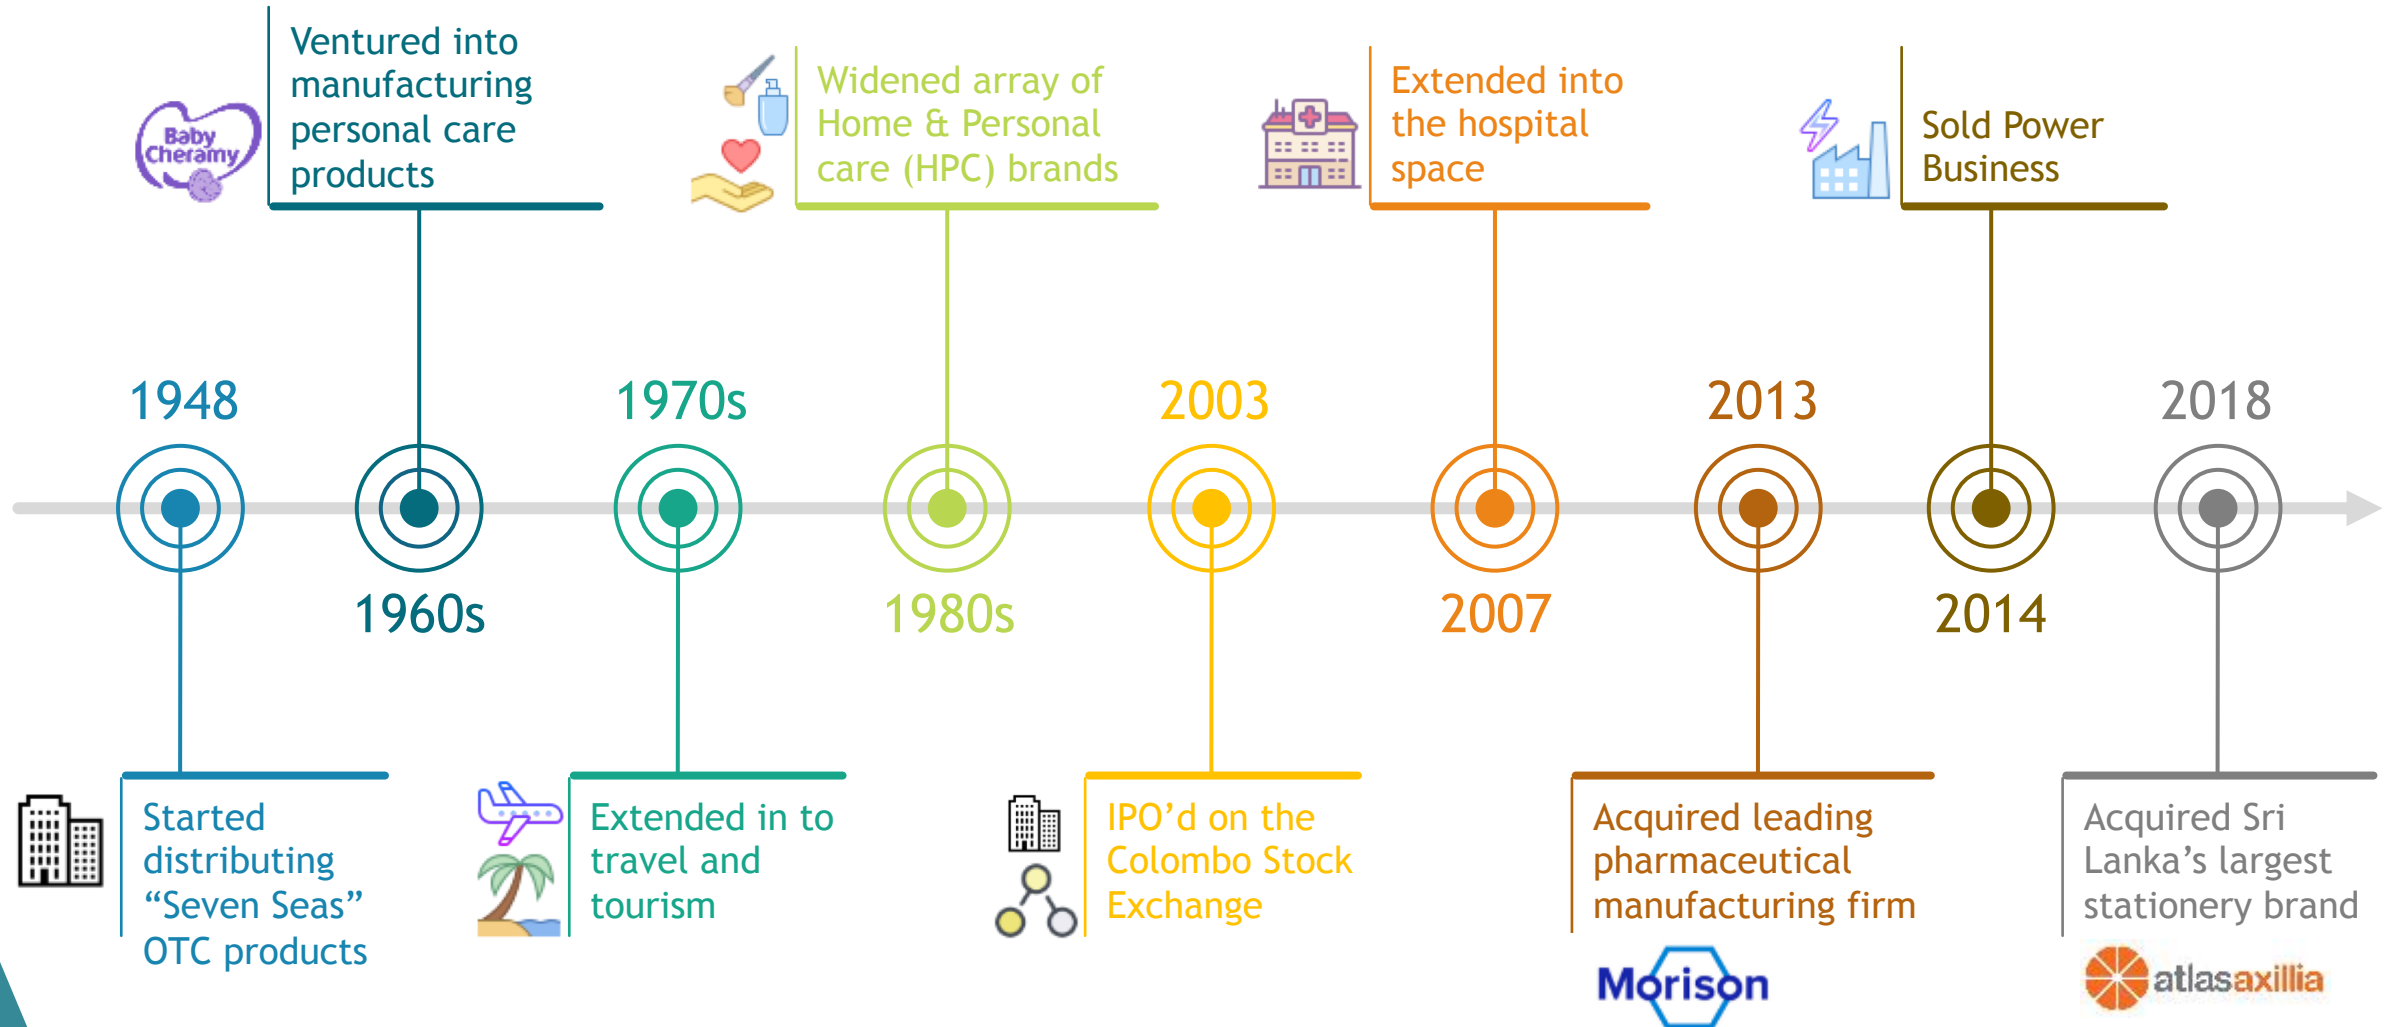 Ventured into
manufacturing
personal care
products
Baby
Cheramy
Widened array of
Home & Personal
care (HPC) brands
Extended into
the hospital
space
Sold Power
Business
1948
1960s
1970s
1980s
2003
2007
2013
2014
2018
Started
distributing
“Seven Seas”
OTC products
Extended in to
travel and
tourism
IPO’d on the
Colombo Stock
Exchange
Acquired leading
pharmaceutical
manufacturing firm
Morison
Acquired Sri
Lanka’s largest
stationery brand
atlasaxillia